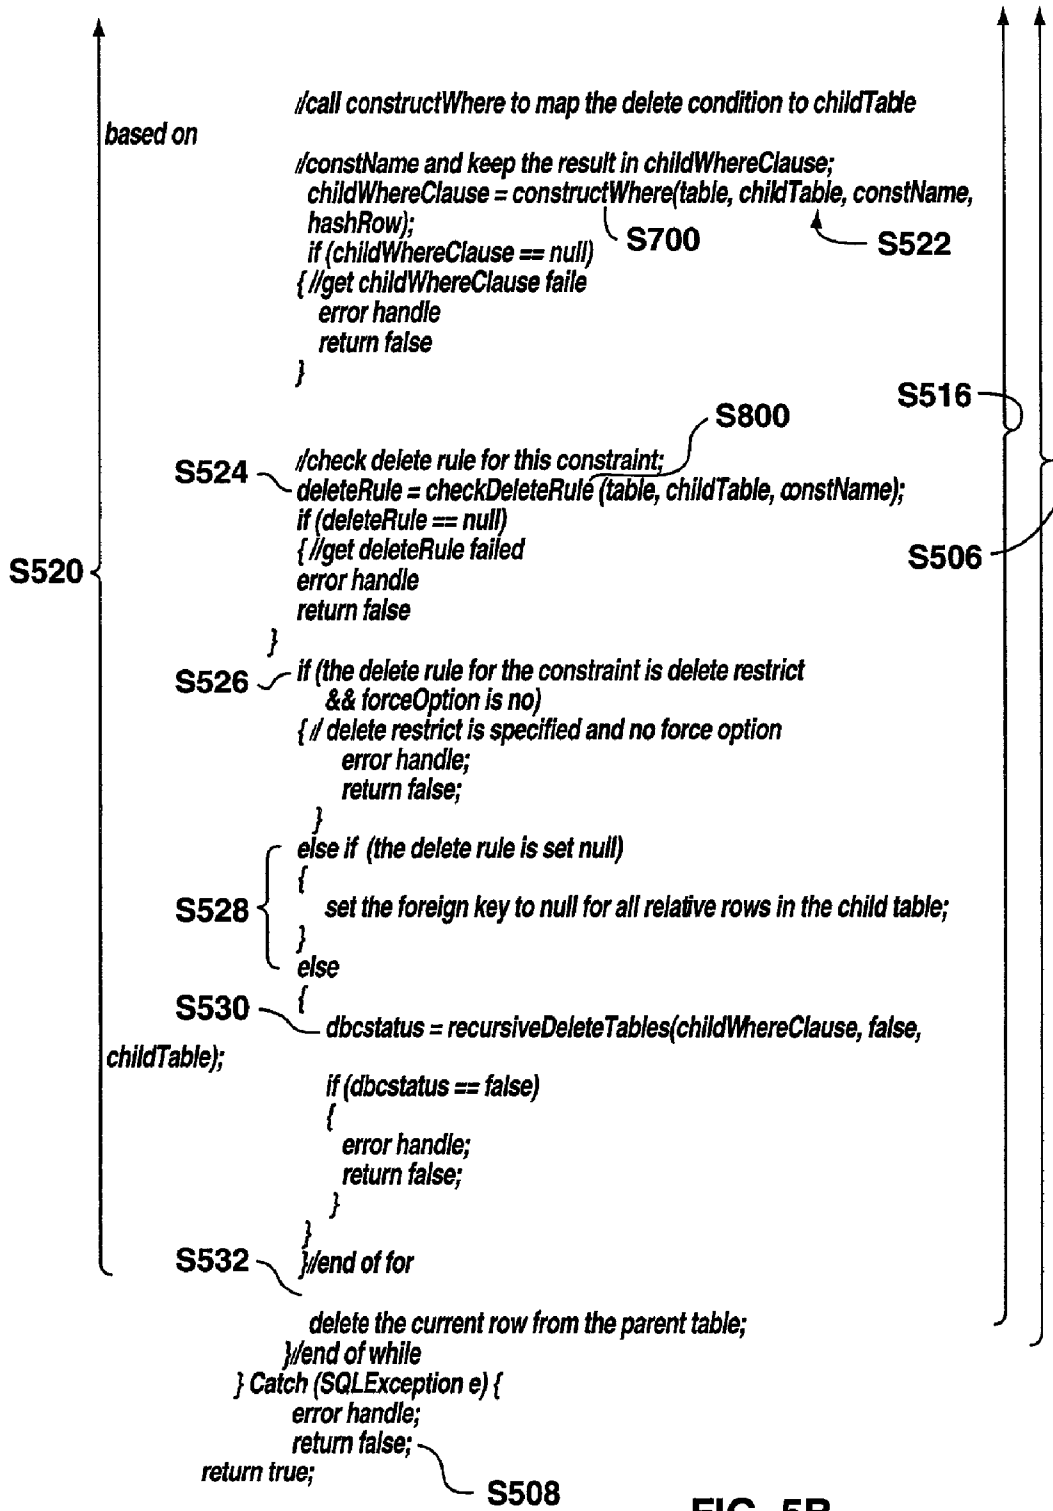 //call constructWhere to map the delete condition to childTable
based on
//constName and keep the result in childWhereClause;
childWhereClause = constructWhere(table, childTable, constName,
hashRow);
S700
S522
if (childWhereClause == null)
{ //get childWhereClause faile
error handle
return false
}
S516
S800
//check delete rule for this constraint;
S524
deleteRule = checkDeleteRule (table, childTable, constName);
if (deleteRule == null)
{ //get deleteRule failed
S506
S520
error handle
return false
}
S526
if (the delete rule for the constraint is delete restrict
&& forceOption is no)
{ // delete restrict is specified and no force option
error handle;
return false;
}
else if (the delete rule is set null)
{
S528
set the foreign key to null for all relative rows in the child table;
}
else
{
S530
dbcstatus = recursiveDeleteTables(childWhereClause, false,
childTable);
if (dbcstatus == false)
{
error handle;
return false;
}
}
S532
}//end of for
delete the current row from the parent table;
}//end of while
} Catch (SQLException e) {
error handle;
return false;
return true;
S508
FIG. 5B